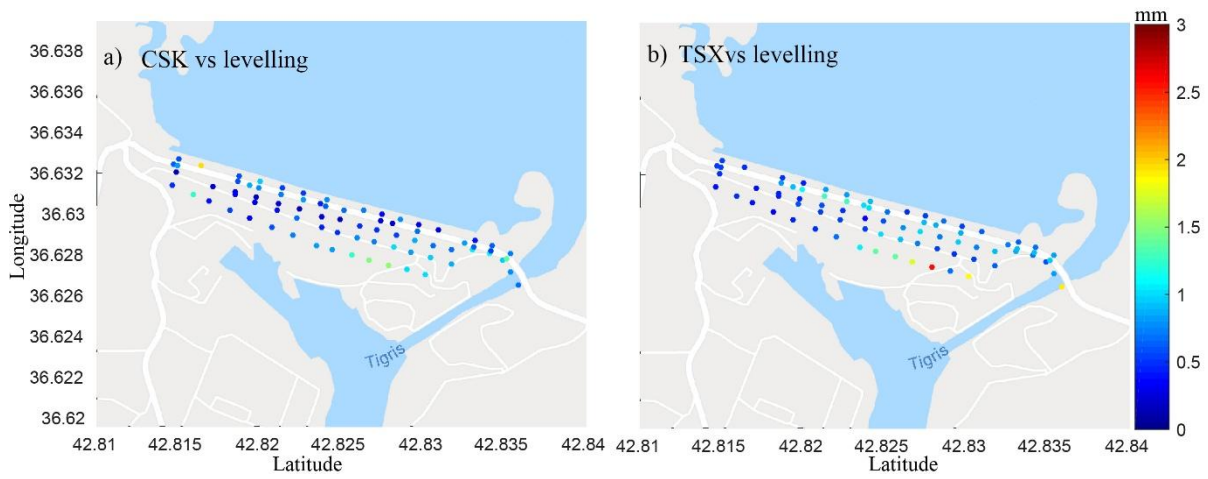 a) CSK vs levelling
b) TSXvs levelling
mm
36.638
36.636
36.634
36.632
36.63
36.628
36.626
36.624
36.622
36.62
Longitude
Tigris
Tigris
3
2.5
2
1.5
1
0.5
0
42.81 42.815 42.82 42.825 42.83 42.835 42.84
42.81 42.815 42.82 42.825 42.83 42.835 42.84
Latitude
Latitude